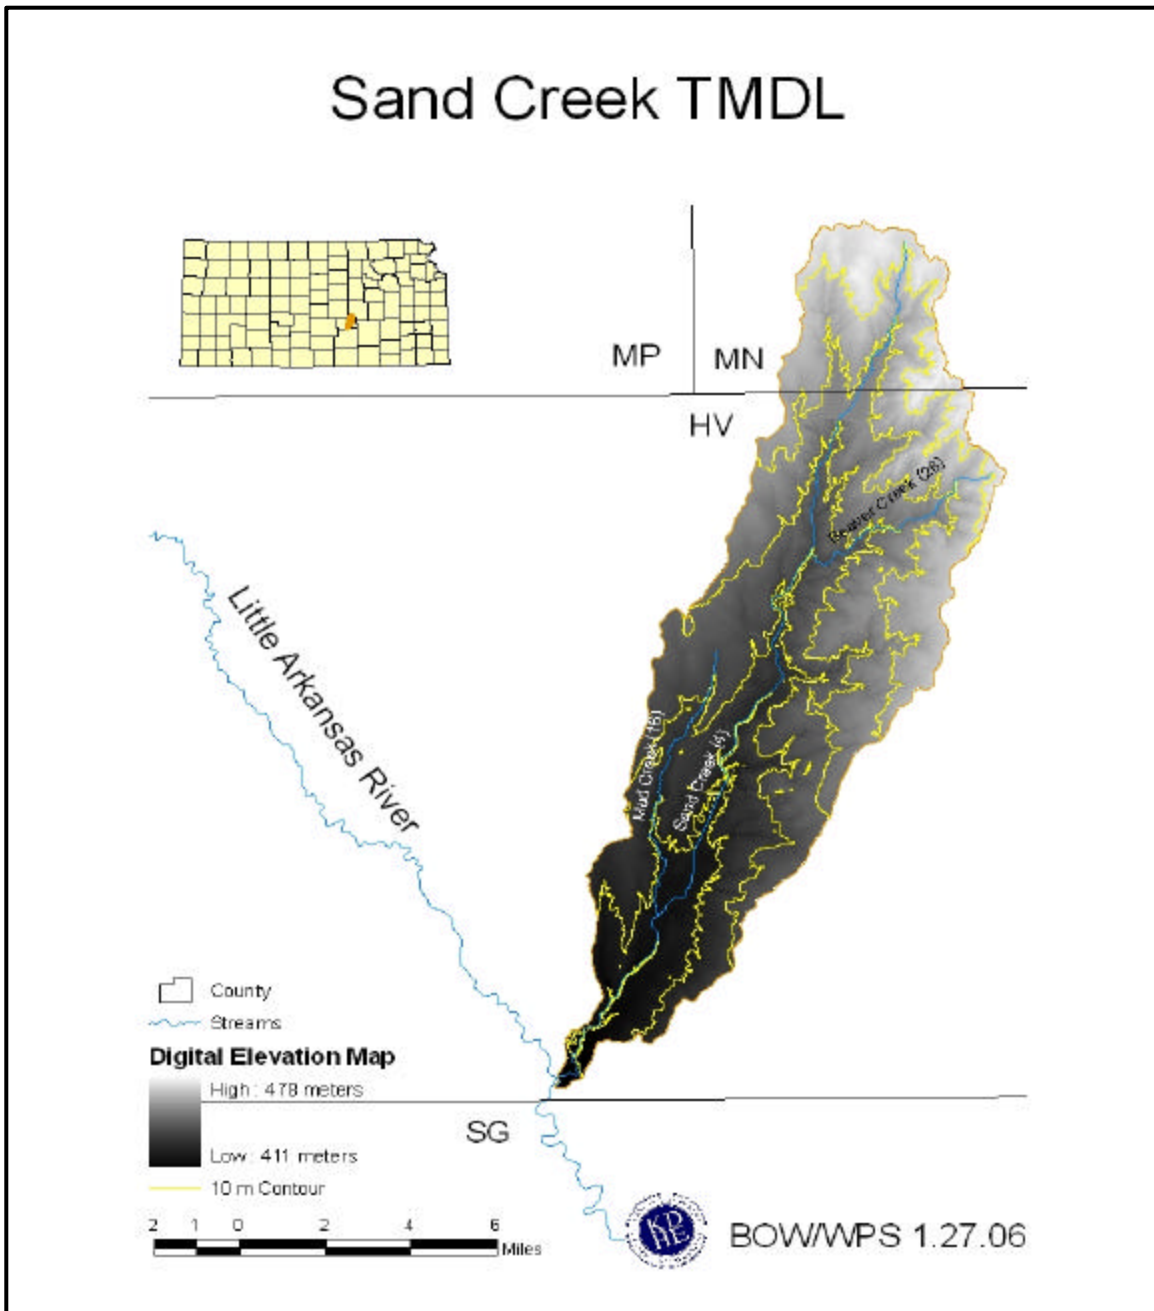 Sand Creek TMDL
MP
MN
HV
Beaver Creek (26)
Little Arkansas River
Mud Creek (16)
Sand Creek (4)
County
Streams
Digital Elevation Map
High : 478 meters
Low : 411 meters
10 m Contour
SG
2 1 0 2 4 6
Miles
KDHE
BOW/WPS 1.27.06